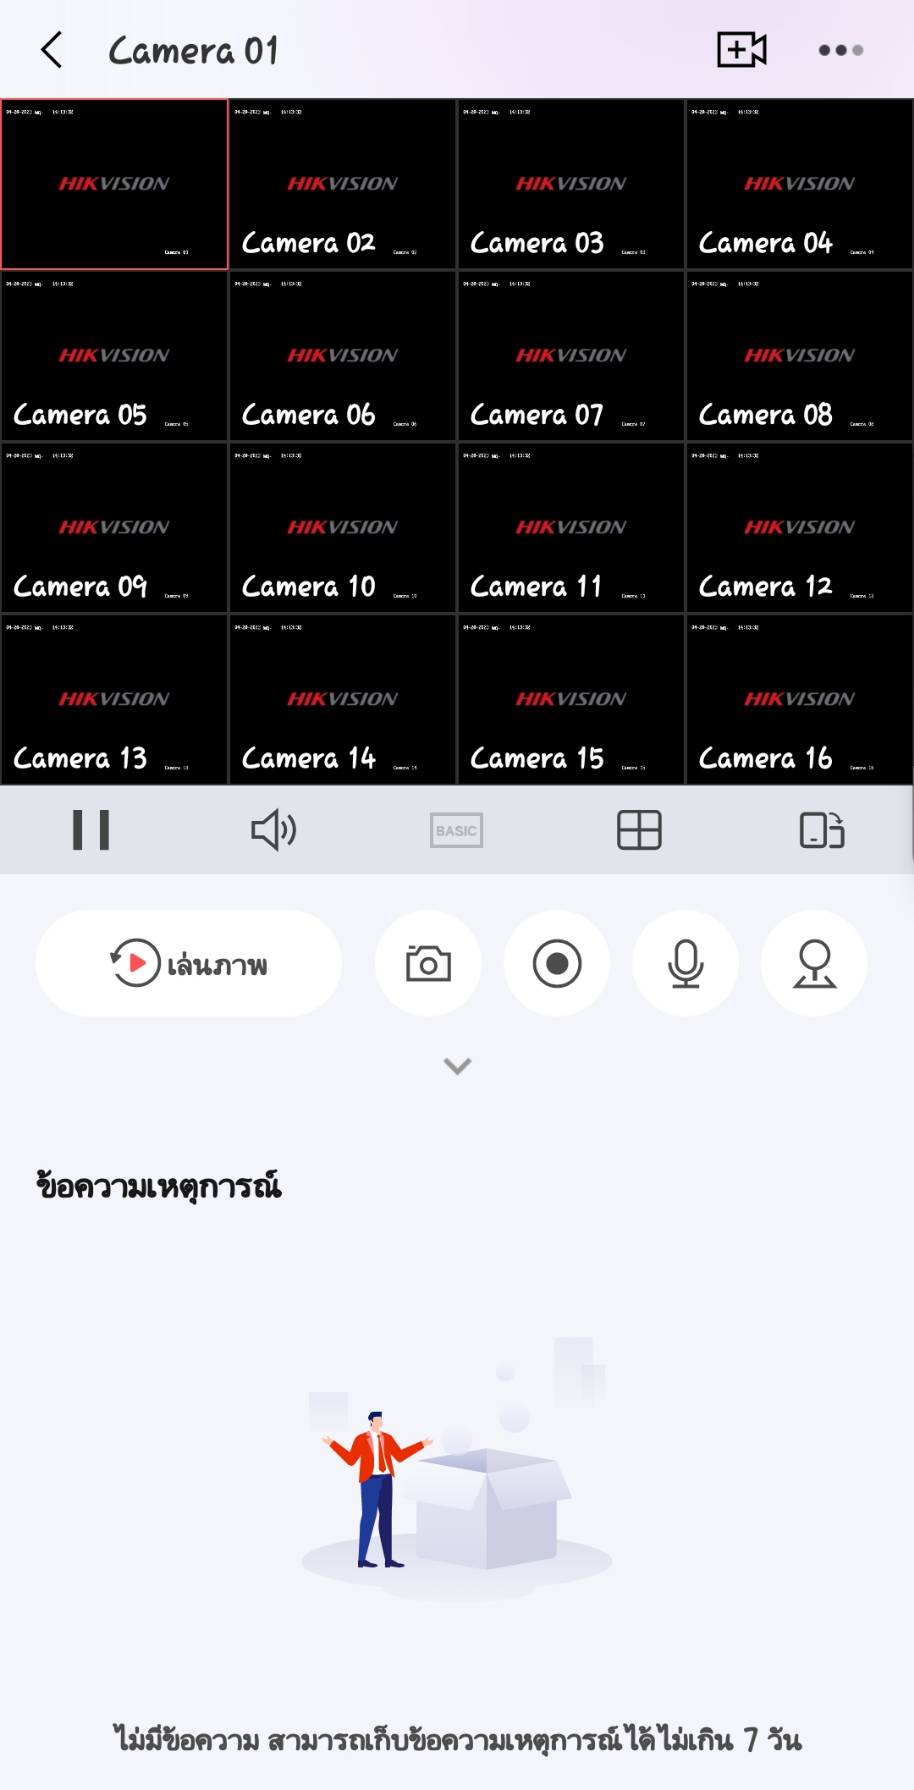 Camera 01
HIKVISION
HIKVISION
HIKVISION
HIKVISION
Camera 02
Camera 03
Camera 04
HIKVISION
HIKVISION
HIKVISION
HIKVISION
Camera 05
Camera 06
Camera 07
Camera 08
HIKVISION
HIKVISION
HIKVISION
HIKVISION
Camera 09
Camera 10
Camera 11
Camera 12
HIKVISION
HIKVISION
HIKVISION
HIKVISION
Camera 13
Camera 14
Camera 15
Camera 16
BASIC
เล่นภาพ
ข้อความเหตุการณ์
ไม่มีข้อความ สามารถเก็บข้อความเหตุการณ์ได้ไม่เกิน 7 วัน